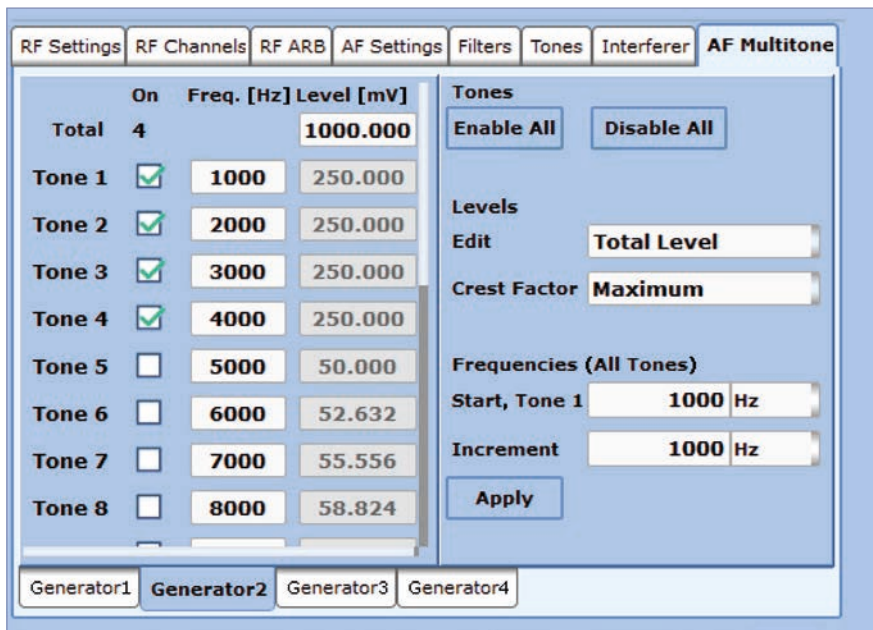 RF Settings RF Channels RF ARB AF Settings Filters Tones Interferer AF Multitone
On Freq. [Hz] Level [mV]
Total 4 1000.000
Tone 1 1000 250.000
Tone 2 2000 250.000
Tone 3 3000 250.000
Tone 4 4000 250.000
Tone 5 5000 50.000
Tone 6 6000 52.632
Tone 7 7000 55.556
Tone 8 8000 58.824
Tones
Enable All Disable All
Levels
Edit Total Level
Crest Factor Maximum
Frequencies (All Tones)
Start, Tone 1 1000 Hz
Increment 1000 Hz
Apply
Generator1 Generator2 Generator3 Generator4